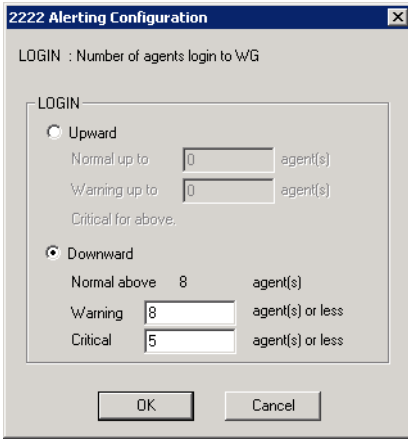 2222 Alerting Configuration
LOGIN : Number of agents login to WG
LOGIN
Upward
Normal up to 0 agent(s)
Warning up to 0 agent(s)
Critical for above.
Downward
Normal above 8 agent(s)
Warning 8 agent(s) or less
Critical 5 agent(s) or less
OK Cancel